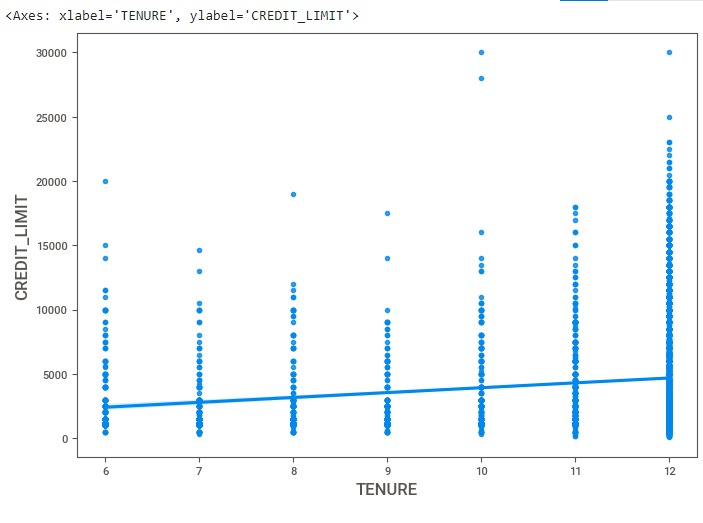 <Axes: xlabel='TENURE', ylabel='CREDIT_LIMIT'>
30000
25000
20000
15000
10000
5000
0
CREDIT_LIMIT
6 7 8 9 10 11 12
TENURE